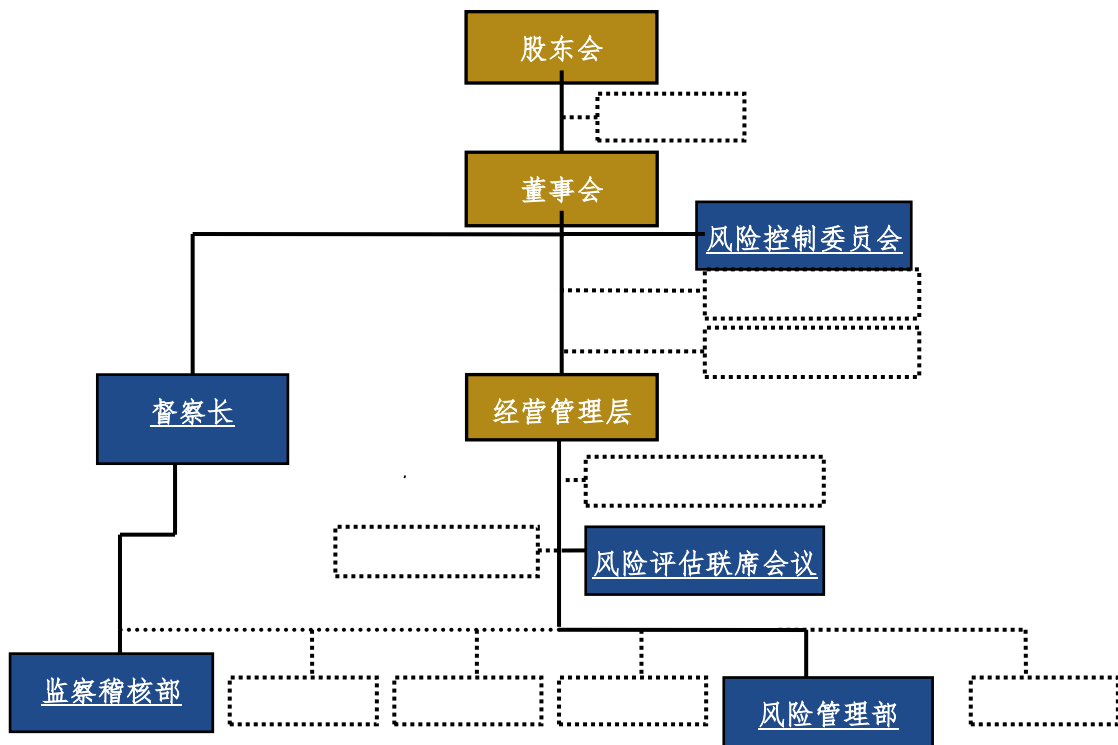 股东会
董事会
风险控制委员会
督察长
经营管理层
风险评估联席会议
监察稽核部
风险管理部